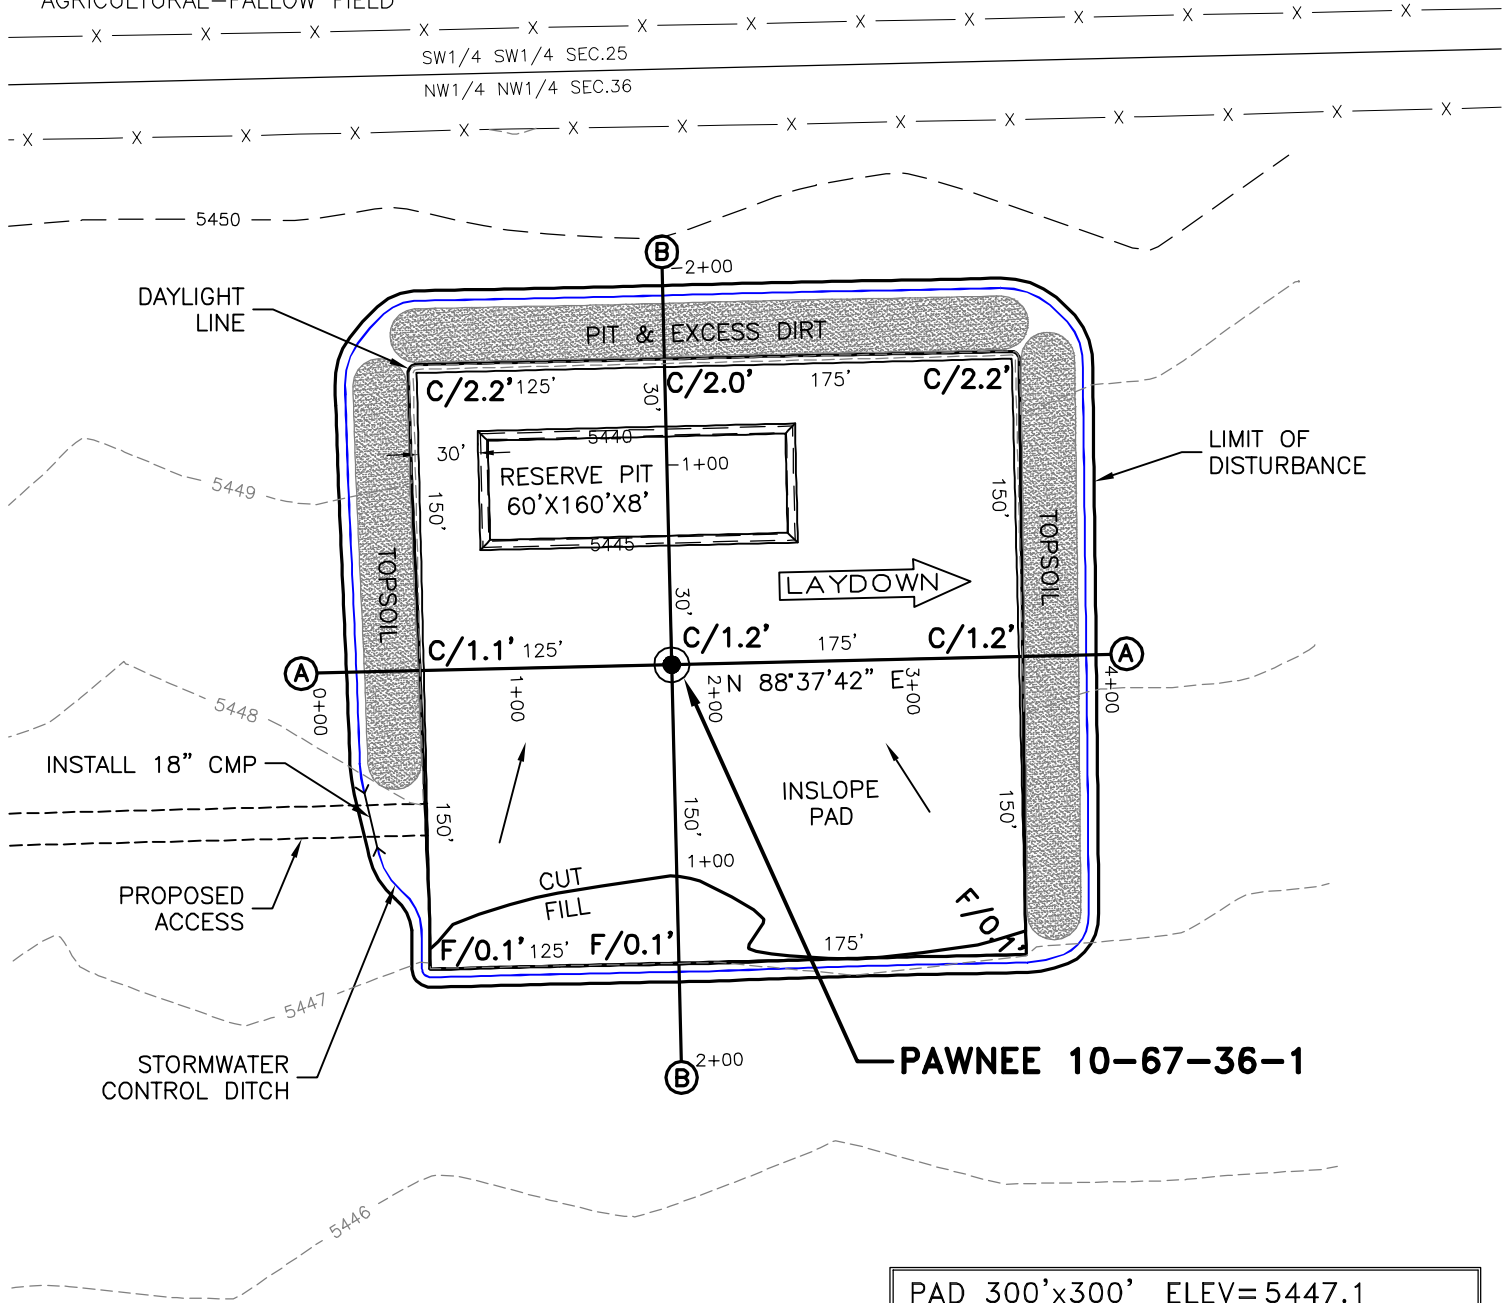 AGRICULTURAL-FALLOW FIELD
X X X X X X X X X X X X X
SW1/4 SW1/4 SEC.25
NW1/4 NW1/4 SEC.36
X X X X X X X X X X X X X X
5450
B
-2+00
DAYLIGHT
LINE
PIT & EXCESS DIRT
C/2.2' 125'
30'
C/2.0' 175'
C/2.2'
30'
5440
RESERVE PIT
60'X160'X8'
5445
-1+00
LIMIT OF
DISTURBANCE
5449
150'
150'
TOPSOIL
TOPSOIL
LAYDOWN
30'
C/1.1' 125'
C/1.2' 175'
C/1.2'
A
A
0+00
1+00
2+00
N 88°37'42" E
3+00
4+00
5448
INSTALL 18" CMP
INSLOPE
PAD
150'
150'
150'
1+00
CUT
FILL
PROPOSED
ACCESS
F/0.1' 125'
F/0.1'
175'
F/0.1'
5447
STORMWATER
CONTROL DITCH
B
2+00
PAWNEE 10-67-36-1
5446
PAD 300'x300' ELEV=5447.1